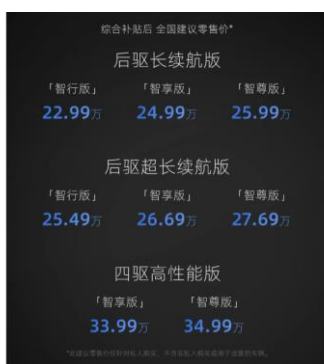 综合补贴后 全国建议零售价*
后驱长续航版
「智行版」 「智享版」 「智尊版」
22.99万 24.99万 25.99万
后驱超长续航版
「智行版」 「智享版」 「智尊版」
25.49万 26.69万 27.69万
四驱高性能版
「智享版」 「智尊版」
33.99万 34.99万